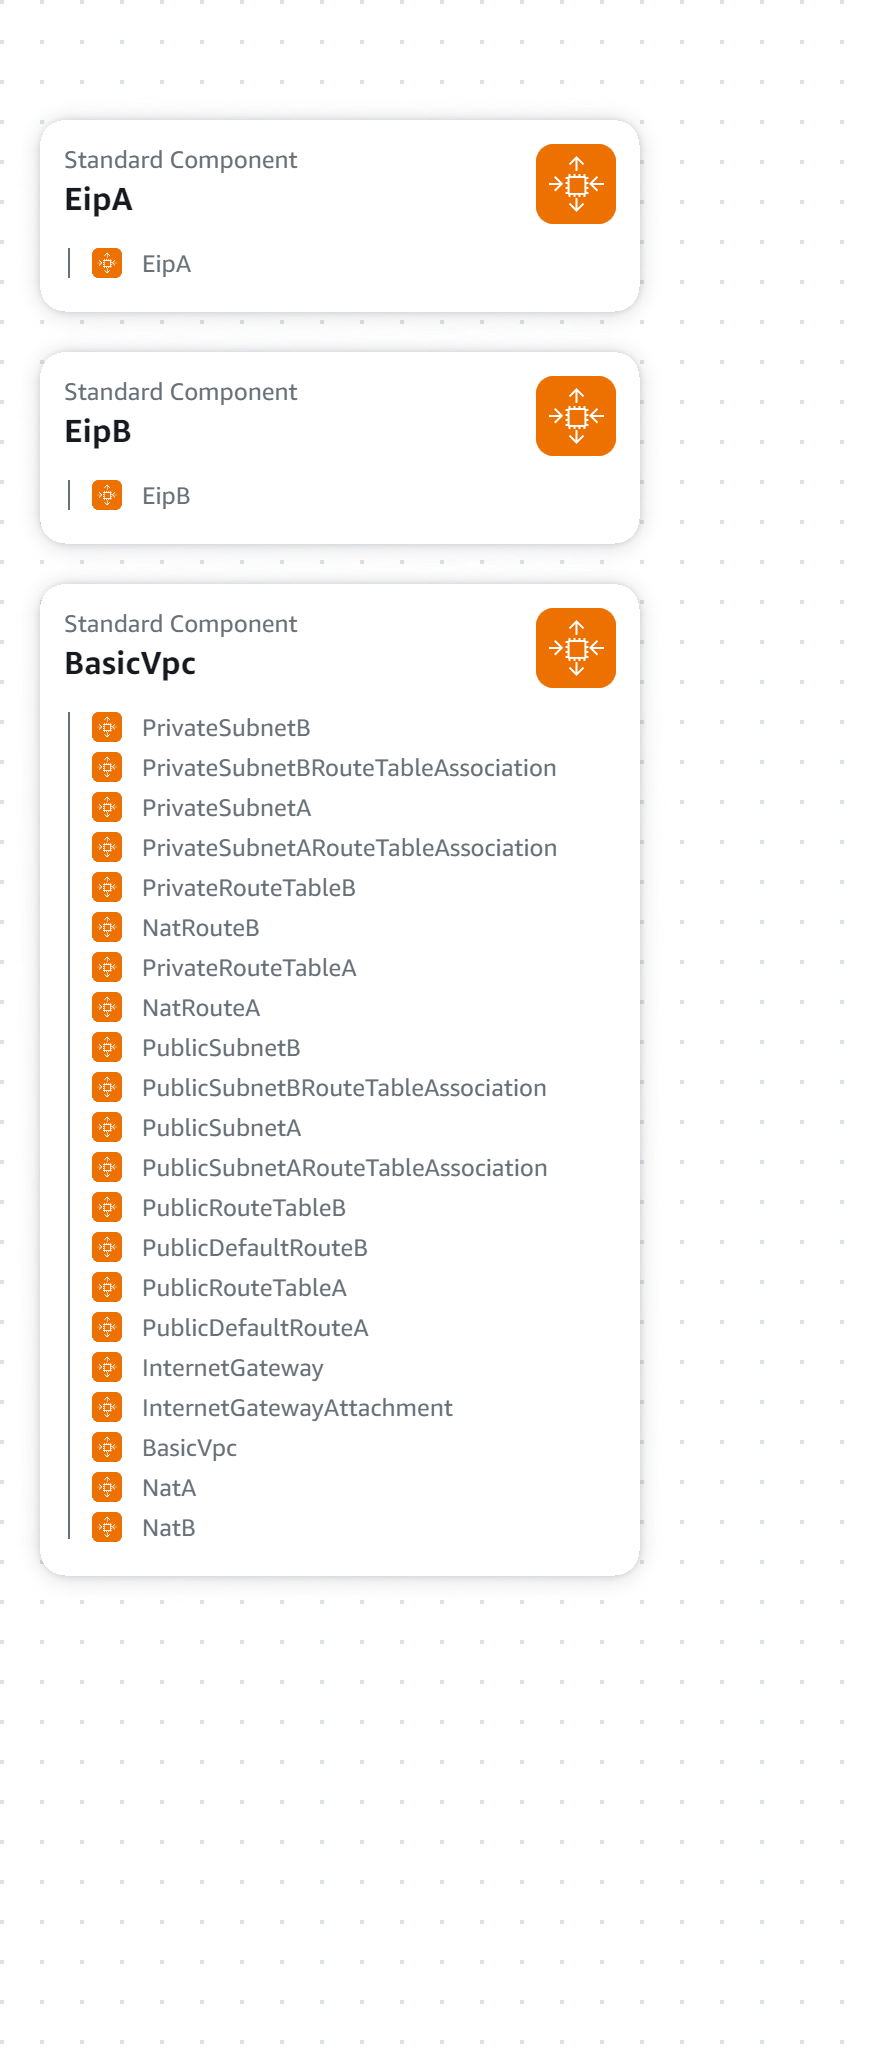 Standard Component
EipA
EipA
Standard Component
EipB
EipB
Standard Component
BasicVpc
PrivateSubnetB
PrivateSubnetBRouteTableAssociation
PrivateSubnetA
PrivateSubnetARouteTableAssociation
PrivateRouteTableB
NatRouteB
PrivateRouteTableA
NatRouteA
PublicSubnetB
PublicSubnetBRouteTableAssociation
PublicSubnetA
PublicSubnetARouteTableAssociation
PublicRouteTableB
PublicDefaultRouteB
PublicRouteTableA
PublicDefaultRouteA
InternetGateway
InternetGatewayAttachment
BasicVpc
NatA
NatB